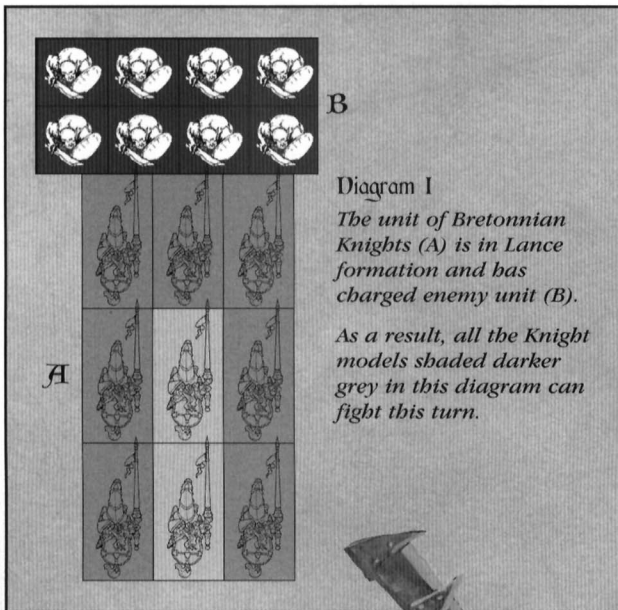 B
Diagram I
The unit of Bretonnian
Knights (A) is in Lance
formation and has
charged enemy unit (B).
As a result, all the Knight
models shaded darker
grey in this diagram can
fight this turn.
A